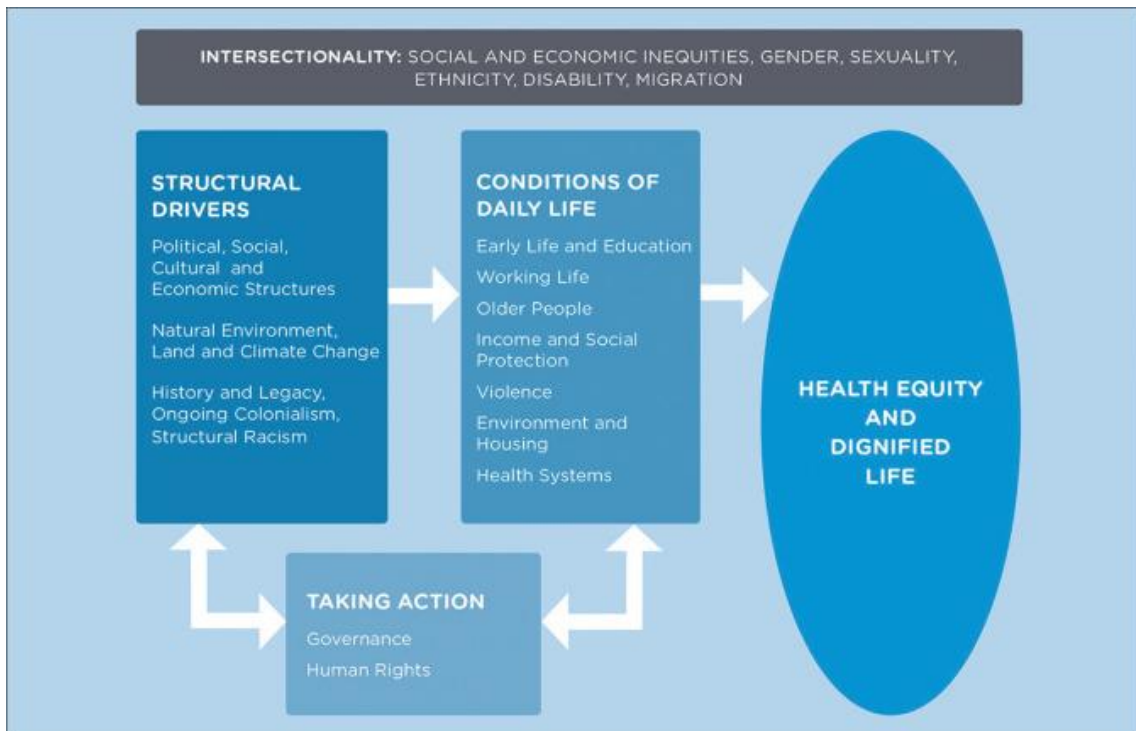 INTERSECTIONALITY: SOCIAL AND ECONOMIC INEQUITIES, GENDER, SEXUALITY,
ETHNICITY, DISABILITY, MIGRATION
STRUCTURAL
DRIVERS
Political, Social,
Cultural and
Economic Structures
Natural Environment,
Land and Climate Change
History and Legacy,
Ongoing Colonialism,
Structural Racism
CONDITIONS OF
DAILY LIFE
Early Life and Education
Working Life
Older People
Income and Social
Protection
Violence
Environment and
Housing
Health Systems
HEALTH EQUITY
AND
DIGNIFIED
LIFE
TAKING ACTION
Governance
Human Rights